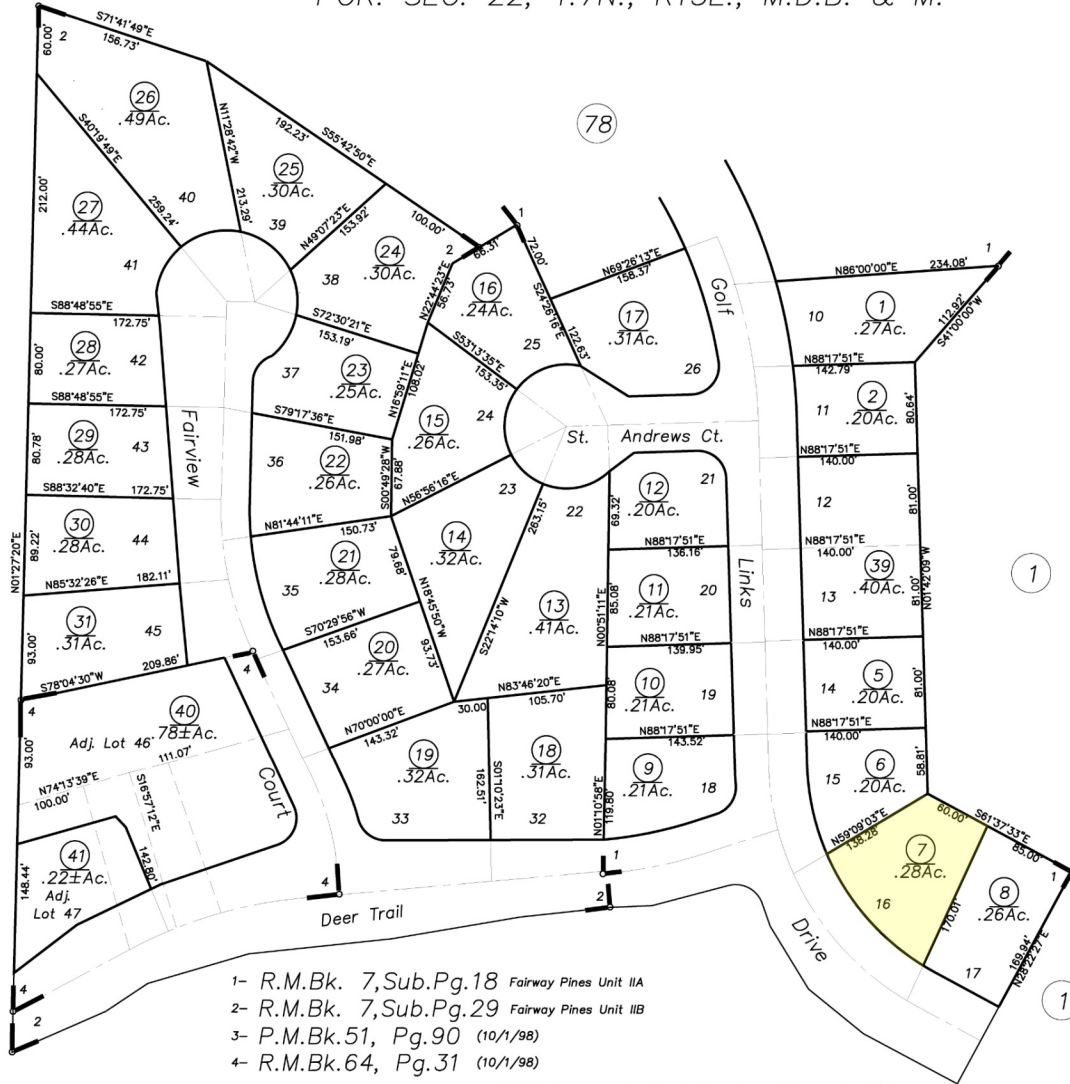 POR. SEC. 22, T.7N., R15E., M.D.B. & M.
S71°41'49"E
156.73'
60.00'
2
26
.49Ac.
40
N11°28'42"W
213.29'
192.23'
S55°42'50"E
25
.30Ac.
39
78
S40°19'49"E
259.24'
212.00'
27
.44Ac.
41
N49°07'23"E
153.92'
100.00'
24
.30Ac.
38
2
66.31'
1
72.00'
N22°44'23"E
56.73'
16
.24Ac.
25
S24°26'16"E
122.63'
N69°26'13"E
158.37'
17
.31Ac.
26
Golf
1
N86°00'00"E
234.08'
10
1
.27Ac.
112.92'
S41°00'00"W
S88°48'55"E
172.75'
S72°30'21"E
153.19'
S53°13'35"E
153.35'
80.00'
28
.27Ac.
42
37
23
.25Ac.
N16°59'11"E
108.02'
15
.26Ac.
24
N88°17'51"E
142.79'
11
2
.20Ac.
80.64'
S88°48'55"E
172.75'
Fairview
S79°17'36"E
151.98'
St. Andrews Ct.
80.78'
29
.28Ac.
43
36
22
.26Ac.
S00°49'28"W
67.88'
N56°56'16"E
23
N88°17'51"E
140.00'
S88°32'40"E
172.75'
N81°44'11"E
150.73'
263.15'
22
69.32'
12
.20Ac.
21
12
81.00'
N01°27'20"E
89.22'
30
.28Ac.
44
21
.28Ac.
35
79.68'
14
.32Ac.
N88°17'51"E
136.16'
Links
N88°17'51"E
140.00'
39
.40Ac.
13
81.00'
N01°42'09"W
1
N85°32'26"E
182.11'
N18°45'50"W
93.73'
S22°14'10"W
13
.41Ac.
N00°51'11"E
85.08'
11
.21Ac.
20
31
.31Ac.
45
93.00'
S70°29'56"W
153.66'
20
.27Ac.
34
N88°17'51"E
139.95'
N88°17'51"E
140.00'
S78°04'30"W
209.86'
4
4
N83°46'20"E
30.00
105.70'
80.08'
10
.21Ac.
19
14
5
.20Ac.
81.00'
40
.78±Ac.
Adj. Lot 46
111.07'
93.00'
N74°13'39"E
100.00'
S16°57'12"E
142.80'
Court
N70°00'00"E
143.32'
19
.32Ac.
33
162.51'
S01°10'23"E
18
.31Ac.
32
N88°17'51"E
143.52'
9
.21Ac.
18
N01°10'58"E
119.80'
N88°17'51"E
140.00'
15
6
.20Ac.
58.81'
N59°09'03"E
138.28'
60.00'
S61°37'33"E
85.00'
7
.28Ac.
16
170.01'
8
.26Ac.
17
1
169.94'
N28°22'27"E
148.44'
41
.22±Ac.
Adj.
Lot 47
4
1
2
Deer Trail
Drive
4
2
1
1- R.M.Bk. 7,Sub.Pg.18 Fairway Pines Unit IIA
2- R.M.Bk. 7,Sub.Pg.29 Fairway Pines Unit IIB
3- P.M.Bk.51, Pg.90 (10/1/98)
4- R.M.Bk.64, Pg.31 (10/1/98)